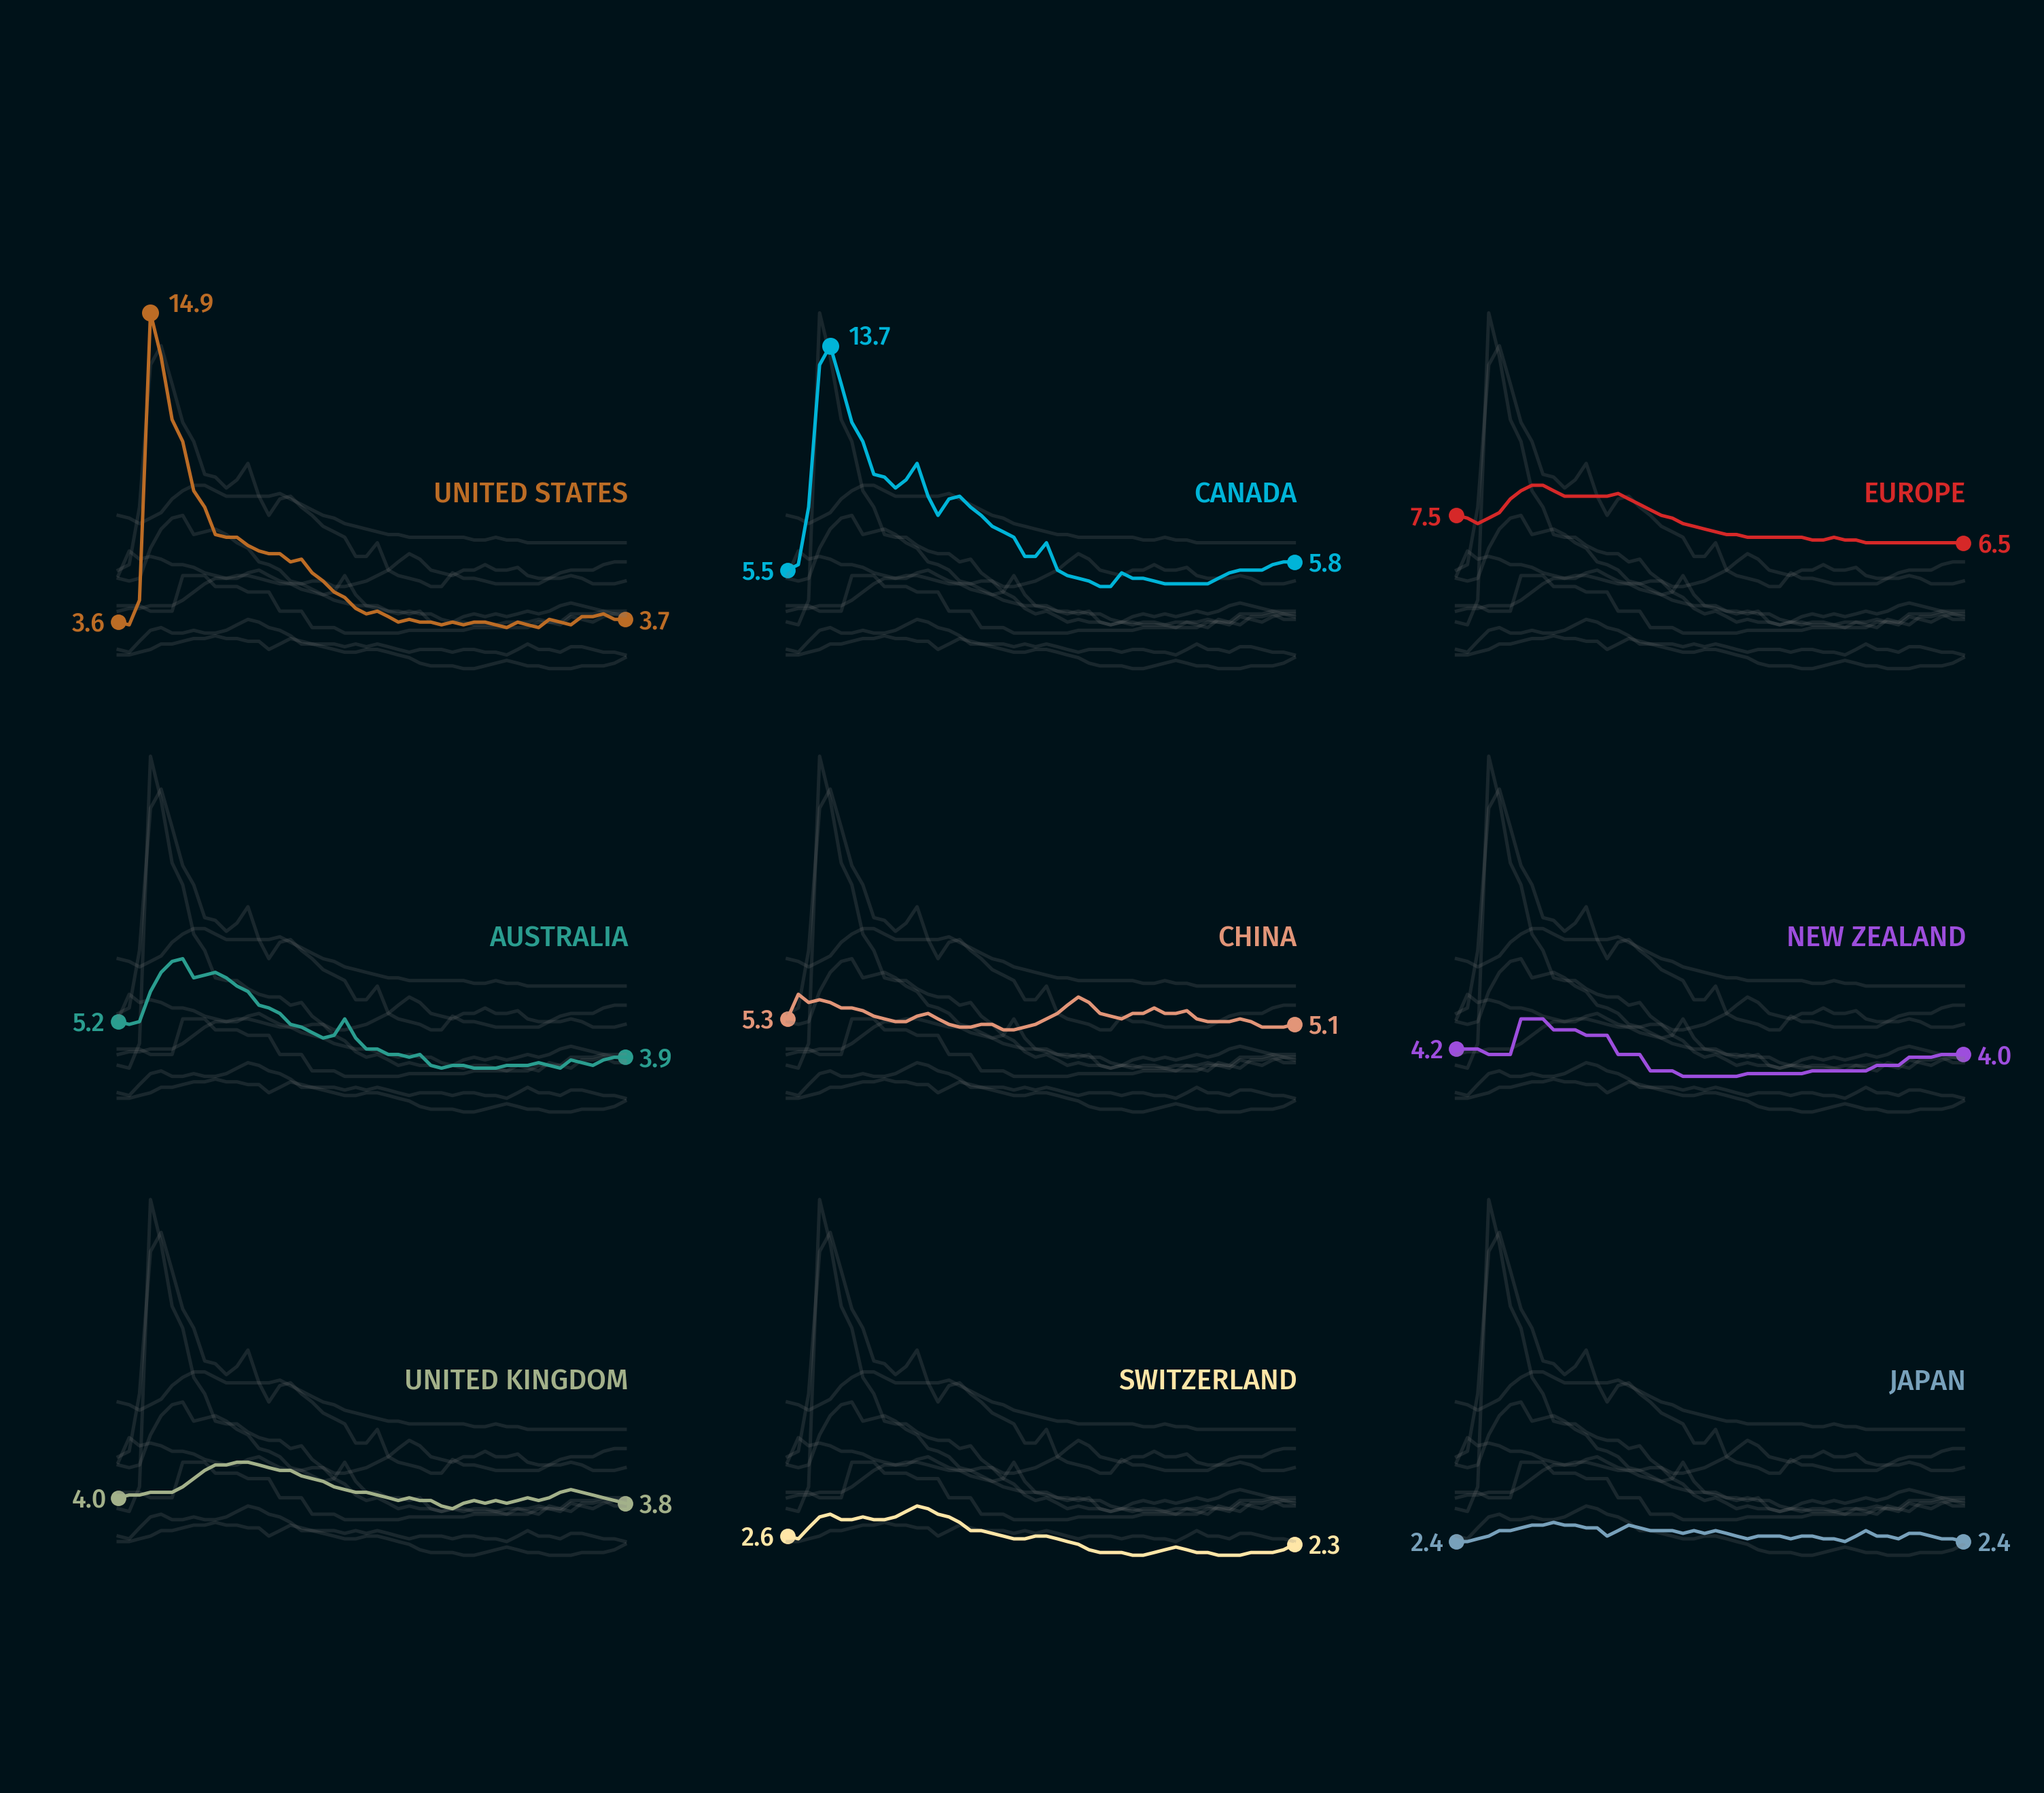 14.9
UNITED STATES
3.6
3.7
13.7
CANADA
5.5
5.8
EUROPE
7.5
6.5
AUSTRALIA
5.2
3.9
CHINA
5.3
5.1
NEW ZEALAND
4.2
4.0
UNITED KINGDOM
4.0
3.8
SWITZERLAND
2.6
2.3
JAPAN
2.4
2.4